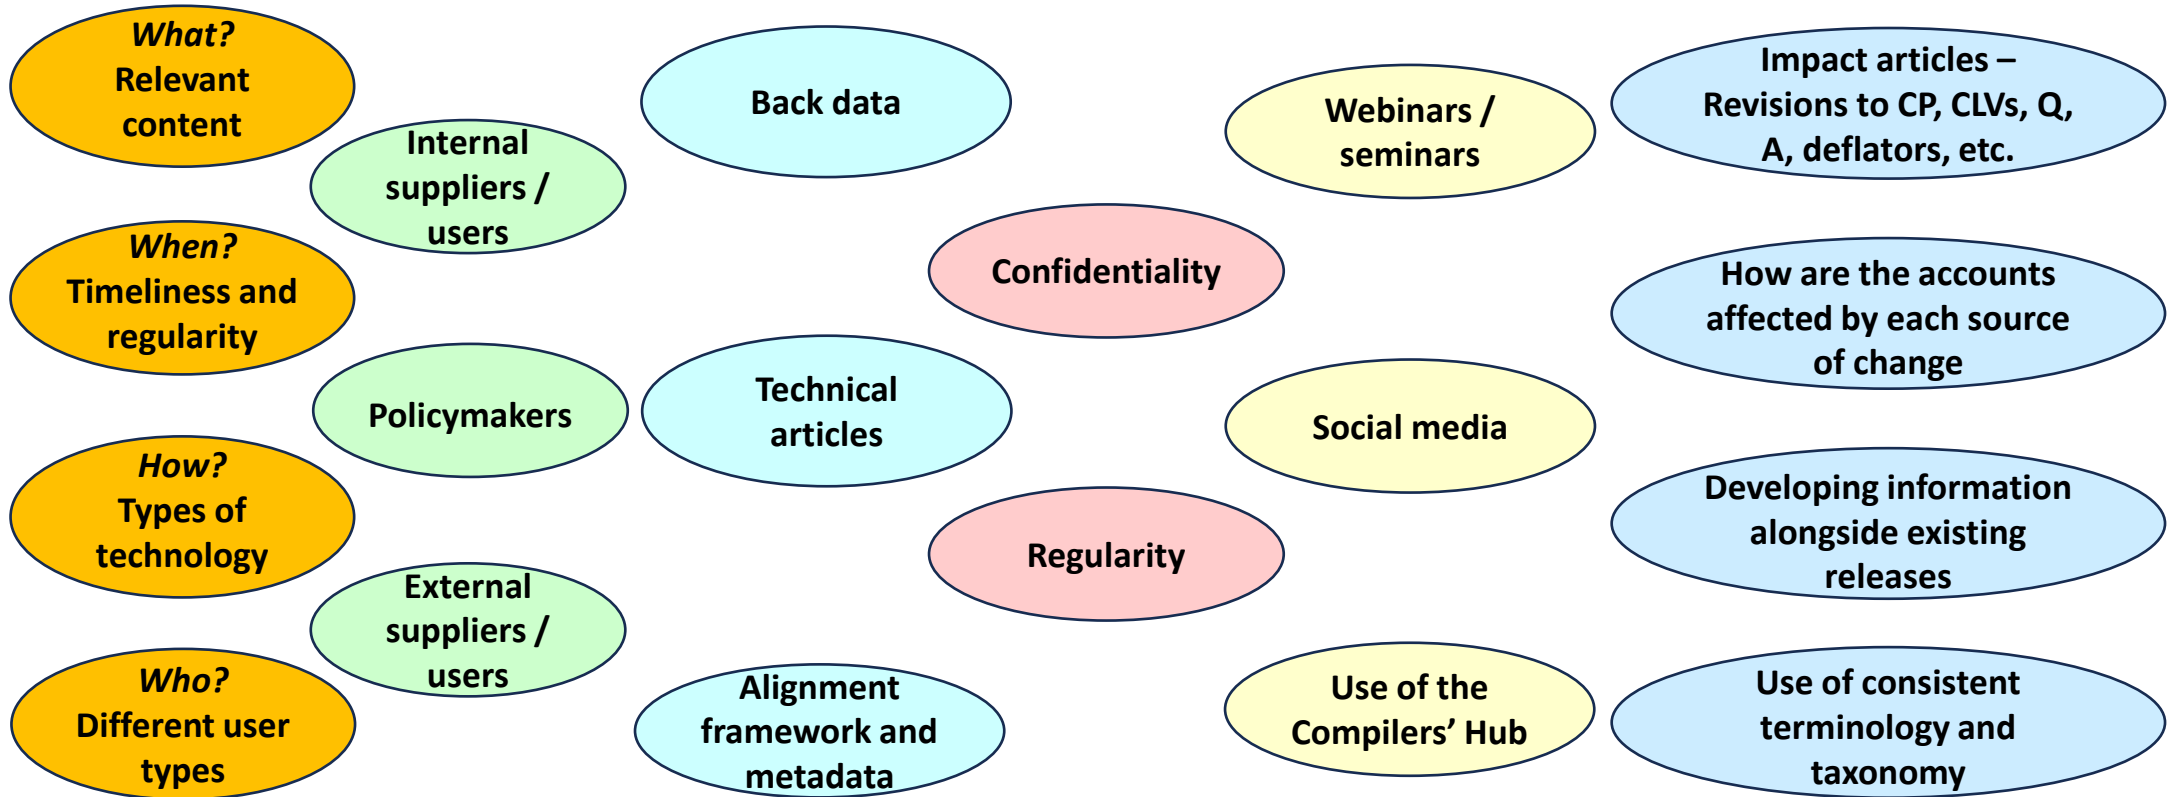 What?
Relevant
content
When?
Timeliness and
regularity
How?
Types of
technology
Who?
Different user
types
Internal
suppliers /
users
Policymakers
External
suppliers /
users
Back data
Technical
articles
Alignment
framework and
metadata
Confidentiality
Regularity
Webinars /
seminars
Social media
Use of the
Compilers’ Hub
Impact articles –
Revisions to CP, CLVs, Q,
A, deflators, etc.
How are the accounts
affected by each source
of change
Developing information
alongside existing
releases
Use of consistent
terminology and
taxonomy